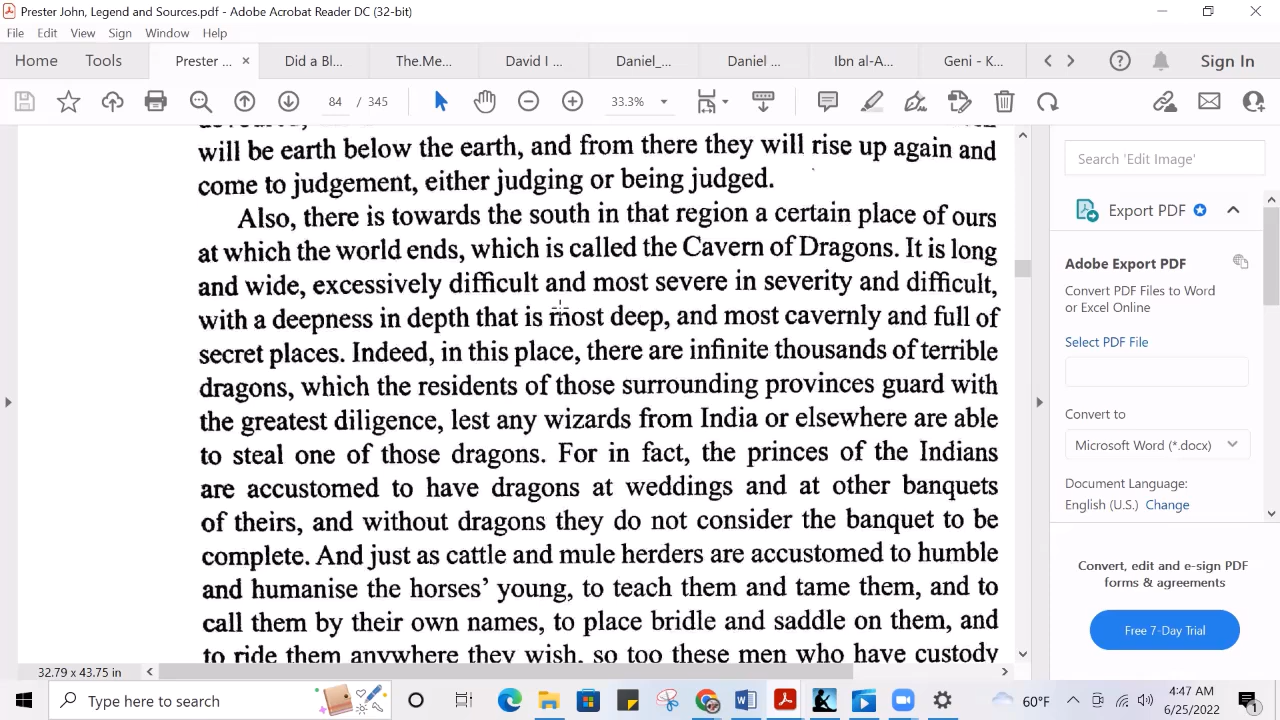 Prester John, Legend and Sources.pdf - Adobe Acrobat Reader DC (32-bit)
File Edit View Sign Window Help
Home Tools Prester ... × Did a Bl... The.Me... David I ... Daniel_... Daniel ... Ibn al-A... Geni - K... Sign In
84 / 345 33.3%
will be earth below the earth, and from there they will rise up again and
come to judgement, either judging or being judged.
Also, there is towards the south in that region a certain place of ours
at which the world ends, which is called the Cavern of Dragons. It is long
and wide, excessively difficult and most severe in severity and difficult,
with a deepness in depth that is most deep, and most cavernly and full of
secret places. Indeed, in this place, there are infinite thousands of terrible
dragons, which the residents of those surrounding provinces guard with
the greatest diligence, lest any wizards from India or elsewhere are able
to steal one of those dragons. For in fact, the princes of the Indians
are accustomed to have dragons at weddings and at other banquets
of theirs, and without dragons they do not consider the banquet to be
complete. And just as cattle and mule herders are accustomed to humble
and humanise the horses' young, to teach them and tame them, and to
call them by their own names, to place bridle and saddle on them, and
to ride them anywhere they wish, so too these men who have custody
32.79 x 43.75 in
Search 'Edit Image'
Export PDF
Adobe Export PDF
Convert PDF Files to Word
or Excel Online
Select PDF File
Convert to
Microsoft Word (*.docx)
Document Language:
English (U.S.) Change
Convert, edit and e-sign PDF
forms & agreements
Free 7-Day Trial
Type here to search
60°F
4:47 AM
6/25/2022
1